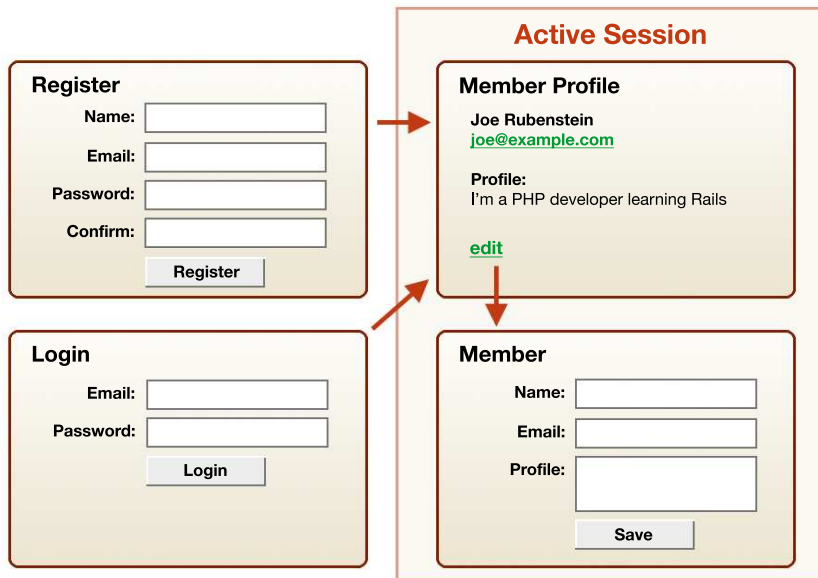 Active Session
Register
Name:
Email:
Password:
Confirm:
Register
Member Profile
Joe Rubenstein
joe@example.com
Profile:
I'm a PHP developer learning Rails
edit
Login
Email:
Password:
Login
Member
Name:
Email:
Profile:
Save